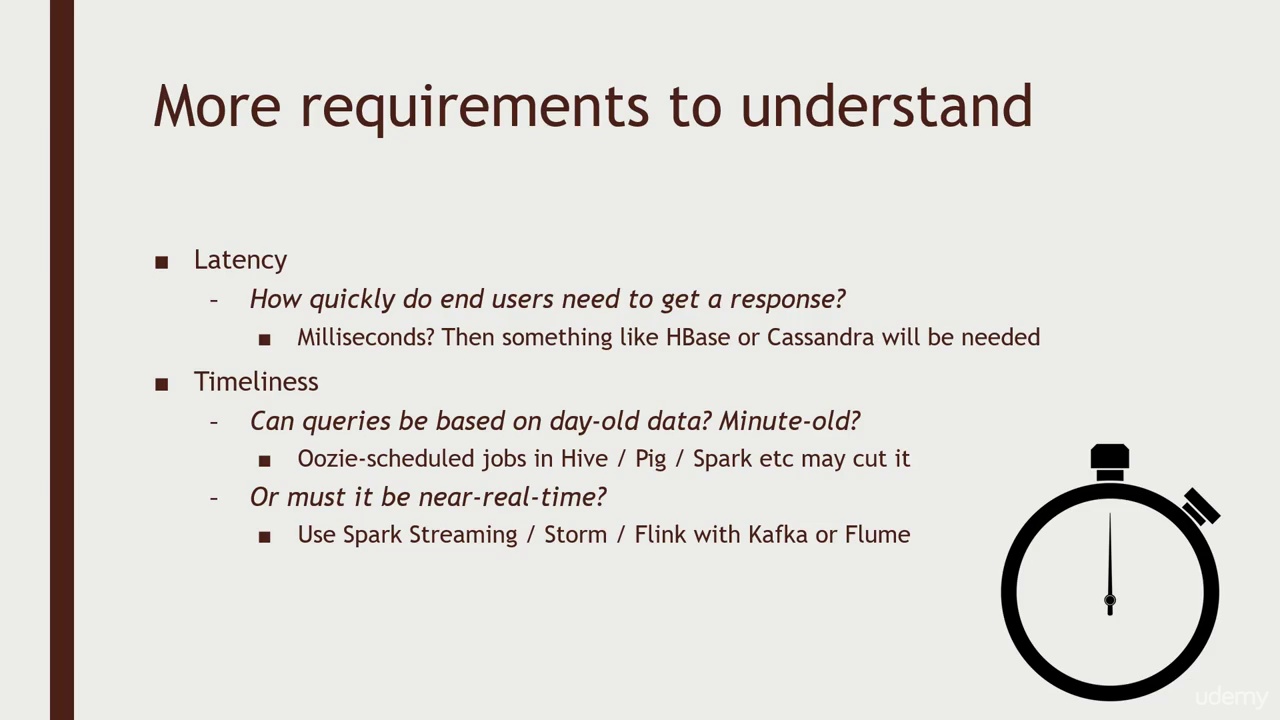 More requirements to understand
■ Latency
– How quickly do end users need to get a response?
■ Milliseconds? Then something like HBase or Cassandra will be needed
■ Timeliness
– Can queries be based on day-old data? Minute-old?
■ Oozie-scheduled jobs in Hive / Pig / Spark etc may cut it
– Or must it be near-real-time?
■ Use Spark Streaming / Storm / Flink with Kafka or Flume
udemy